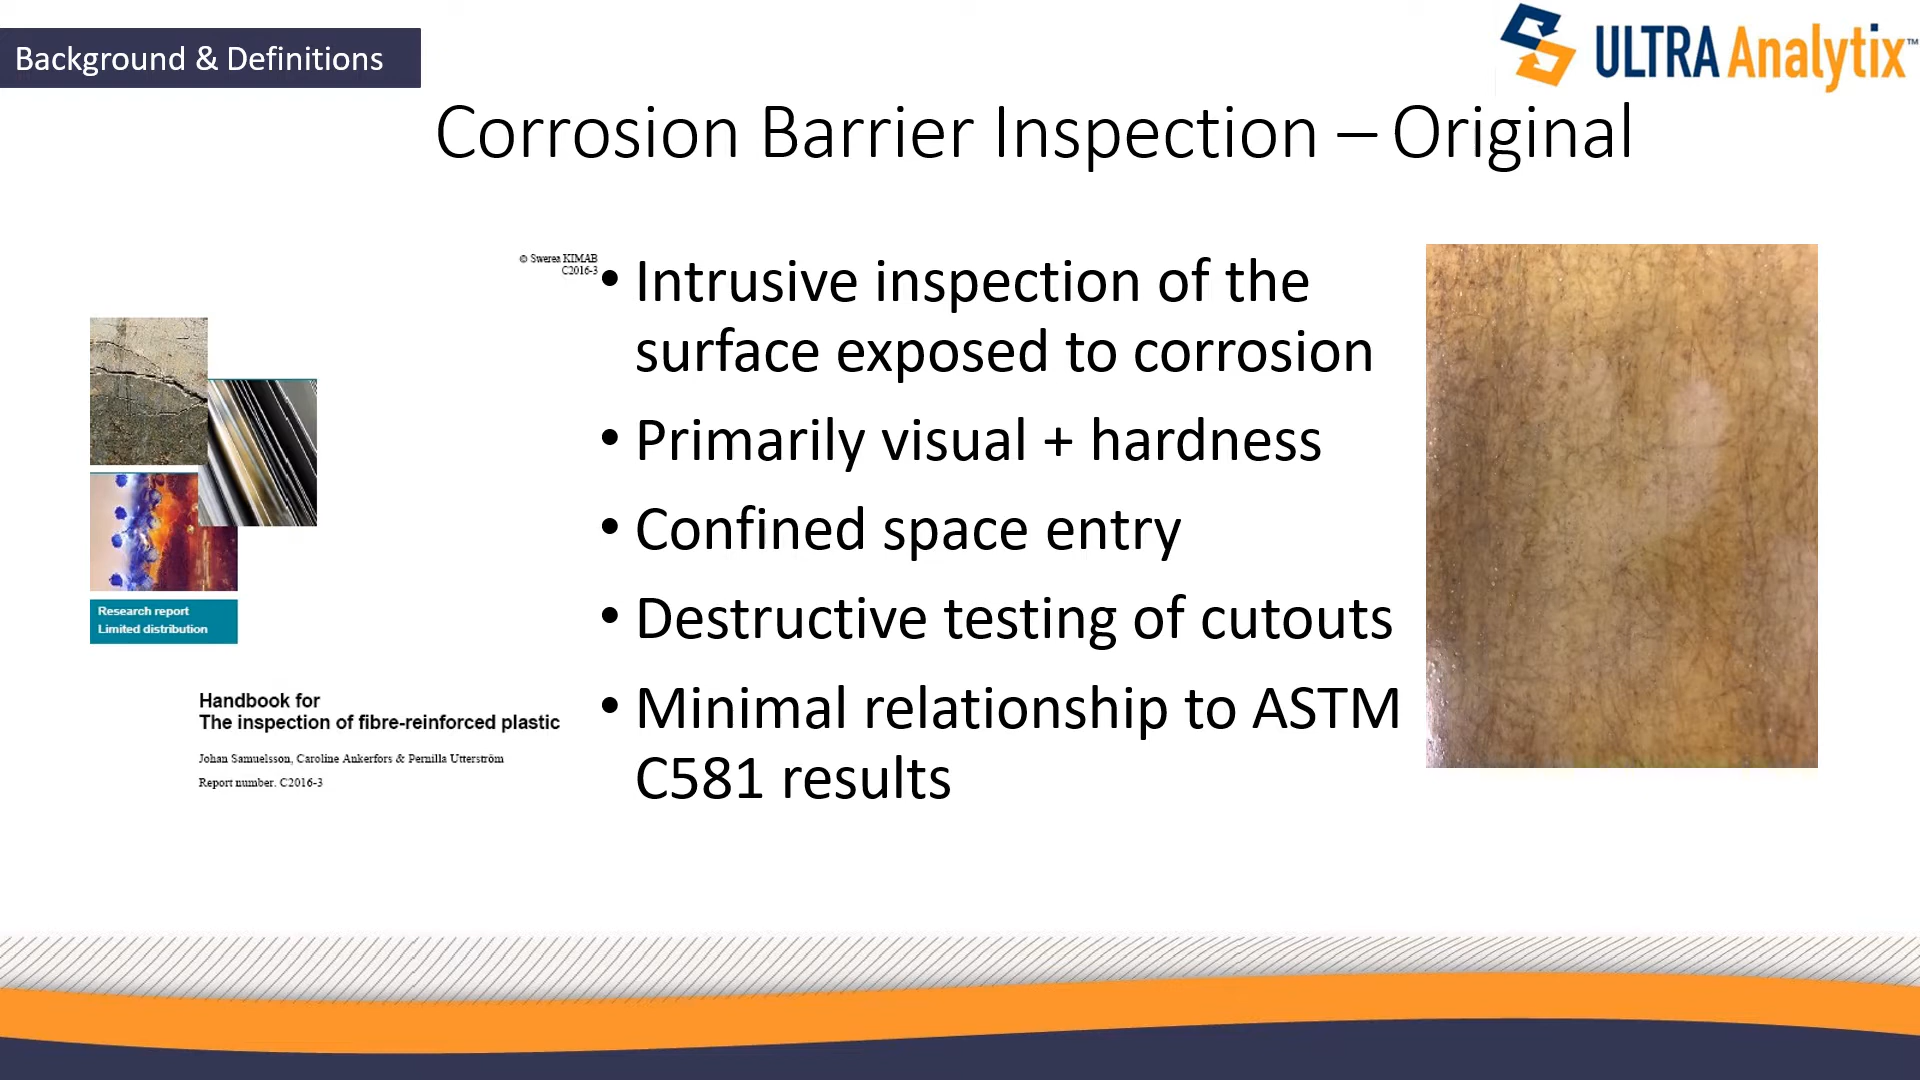 Background & Definitions
ULTRA Analytix™
Corrosion Barrier Inspection – Original
© Swerea KIMAB
C2016-3
Research report
Limited distribution
Handbook for
The inspection of fibre-reinforced plastic
Johan Samuelsson, Caroline Ankerfors & Pernilla Utterström
Report number. C2016-3
• Intrusive inspection of the
surface exposed to corrosion
• Primarily visual + hardness
• Confined space entry
• Destructive testing of cutouts
• Minimal relationship to ASTM
C581 results